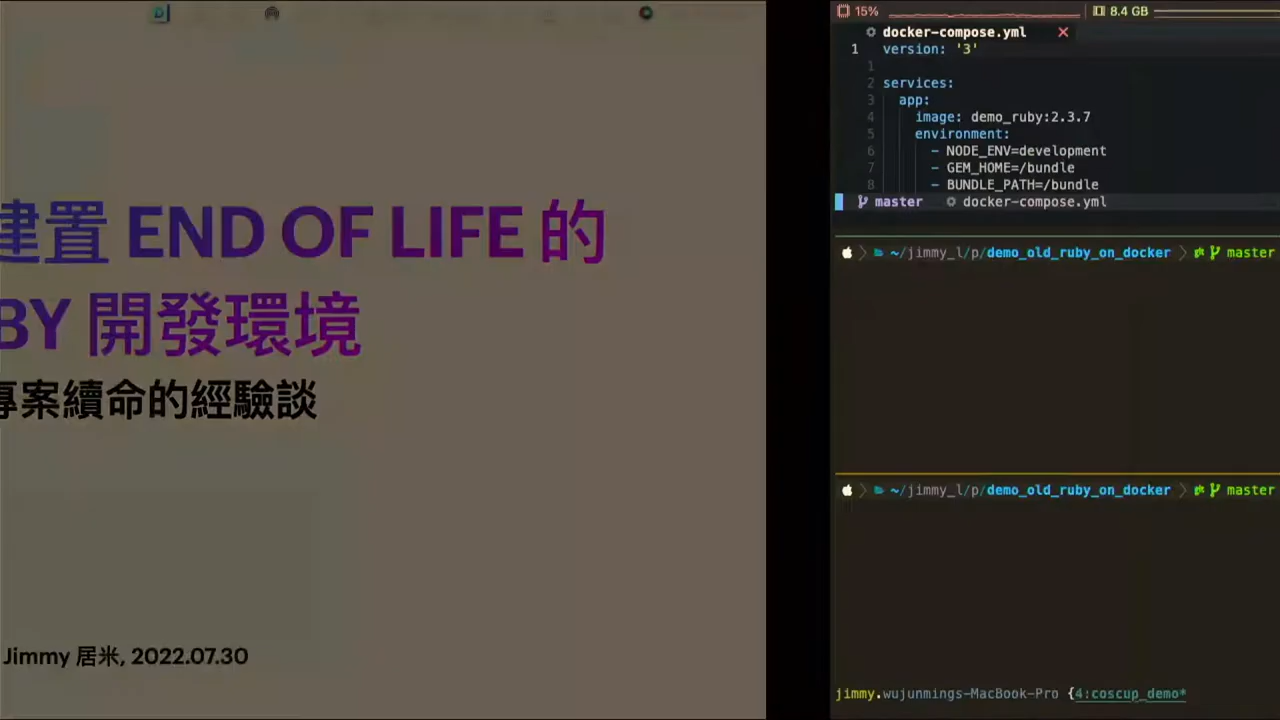 建置 END OF LIFE 的
BY 開發環境
專案續命的經驗談
Jimmy 居米, 2022.07.30
15%
8.4 GB
docker-compose.yml
1 version: '3'
1
2 services:
3 app:
4 image: demo_ruby:2.3.7
5 environment:
6 - NODE_ENV=development
7 - GEM_HOME=/bundle
8 - BUNDLE_PATH=/bundle
master docker-compose.yml
~/jimmy_l/p/demo_old_ruby_on_docker master
~/jimmy_l/p/demo_old_ruby_on_docker master
jimmy.wujunmings-MacBook-Pro {4:coscup_demo*